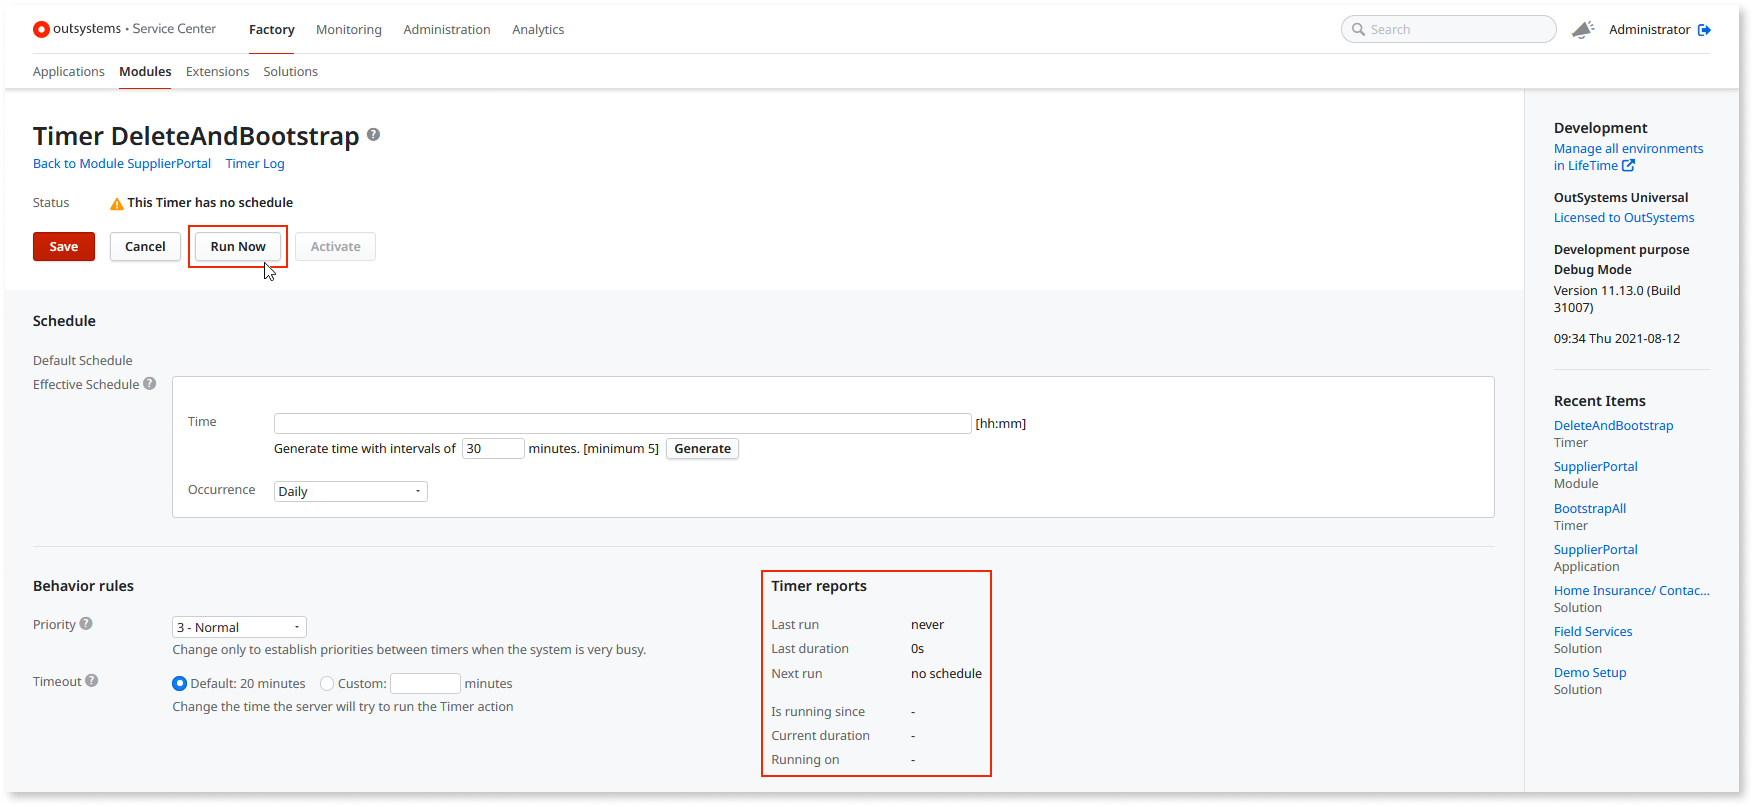 outsystems • Service Center
Factory
Monitoring
Administration
Analytics
Search
Administrator
Applications
Modules
Extensions
Solutions
Timer DeleteAndBootstrap ?
Back to Module SupplierPortal
Timer Log
Status
This Timer has no schedule
Save
Cancel
Run Now
Activate
Schedule
Default Schedule
Effective Schedule ?
Time
[hh:mm]
Generate time with intervals of 30 minutes. [minimum 5] Generate
Occurrence
Daily
Behavior rules
Priority ?
3 - Normal
Change only to establish priorities between timers when the system is very busy.
Timeout ?
Default: 20 minutes
Custom:
minutes
Change the time the server will try to run the Timer action
Timer reports
Last run never
Last duration 0s
Next run no schedule
Is running since -
Current duration -
Running on -
Development
Manage all environments
in LifeTime
OutSystems Universal
Licensed to OutSystems
Development purpose
Debug Mode
Version 11.13.0 (Build
31007)
09:34 Thu 2021-08-12
Recent Items
DeleteAndBootstrap
Timer
SupplierPortal
Module
BootstrapAll
Timer
SupplierPortal
Application
Home Insurance/ Contac...
Solution
Field Services
Solution
Demo Setup
Solution